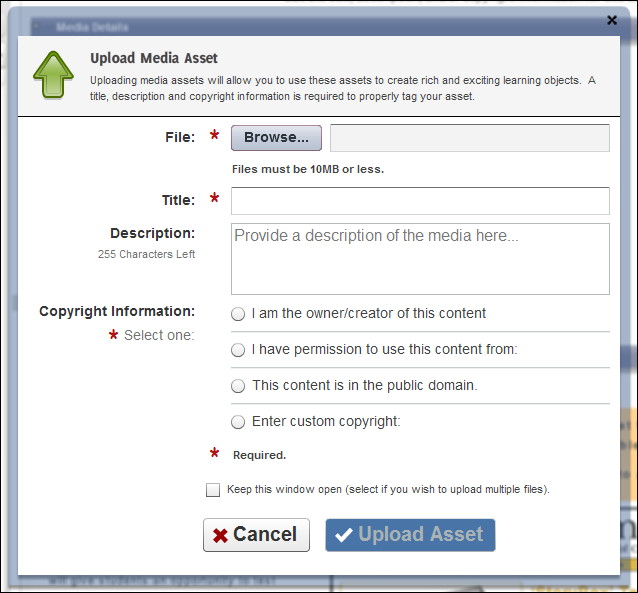 Media Details
Upload Media Asset
Uploading media assets will allow you to use these assets to create rich and exciting learning objects. A
title, description and copyright information is required to properly tag your asset.
File: * Browse...
Files must be 10MB or less.
Title: *
Description: Provide a description of the media here...
255 Characters Left
Copyright Information: I am the owner/creator of this content
* Select one:
I have permission to use this content from:
This content is in the public domain.
Enter custom copyright:
* Required.
Keep this window open (select if you wish to upload multiple files).
Cancel Upload Asset
will give students an opportunity to test